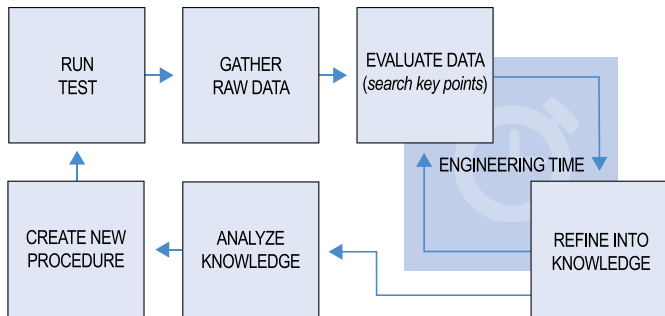 RUN
TEST
GATHER
RAW DATA
EVALUATE DATA
(search key points)
ENGINEERING TIME
CREATE NEW
PROCEDURE
ANALYZE
KNOWLEDGE
REFINE INTO
KNOWLEDGE